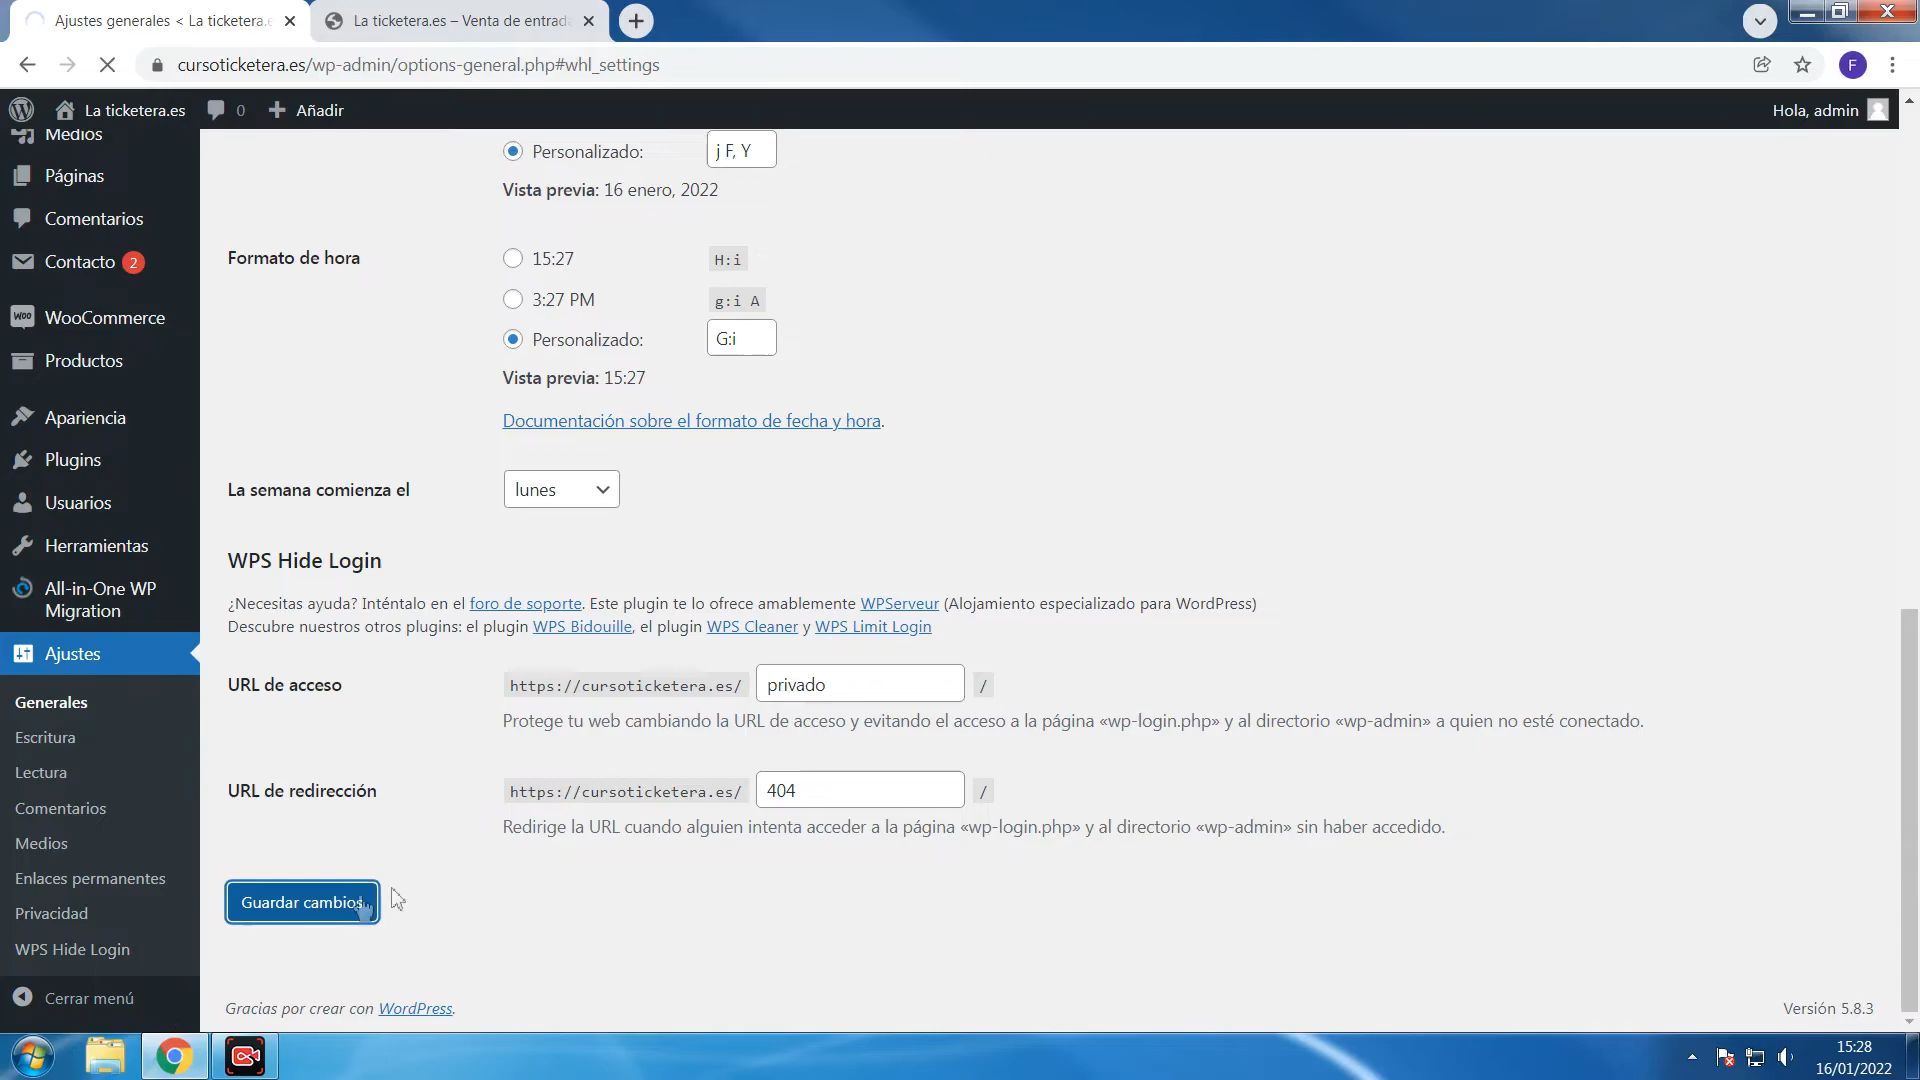 Ajustes generales < La ticketera.e
La ticketera.es – Venta de entrad
cursoticketera.es/wp-admin/options-general.php#whl_settings
F
La ticketera.es
0
Añadir
Hola, admin
Medios
Páginas
Comentarios
Contacto 2
WooCommerce
Productos
Apariencia
Plugins
Usuarios
Herramientas
All-in-One WP
Migration
Ajustes
Generales
Escritura
Lectura
Comentarios
Medios
Enlaces permanentes
Privacidad
WPS Hide Login
Cerrar menú
Personalizado: j F, Y
Vista previa: 16 enero, 2022
Formato de hora
15:27 H:i
3:27 PM g:i A
Personalizado: G:i
Vista previa: 15:27
Documentación sobre el formato de fecha y hora.
La semana comienza el lunes
WPS Hide Login
¿Necesitas ayuda? Inténtalo en el foro de soporte. Este plugin te lo ofrece amablemente WPServeur (Alojamiento especializado para WordPress)
Descubre nuestros otros plugins: el plugin WPS Bidouille, el plugin WPS Cleaner y WPS Limit Login
URL de acceso https://cursoticketera.es/ privado /
Protege tu web cambiando la URL de acceso y evitando el acceso a la página «wp-login.php» y al directorio «wp-admin» a quien no esté conectado.
URL de redirección https://cursoticketera.es/ 404 /
Redirige la URL cuando alguien intenta acceder a la página «wp-login.php» y al directorio «wp-admin» sin haber accedido.
Guardar cambios
Gracias por crear con WordPress.
Versión 5.8.3
15:28
16/01/2022